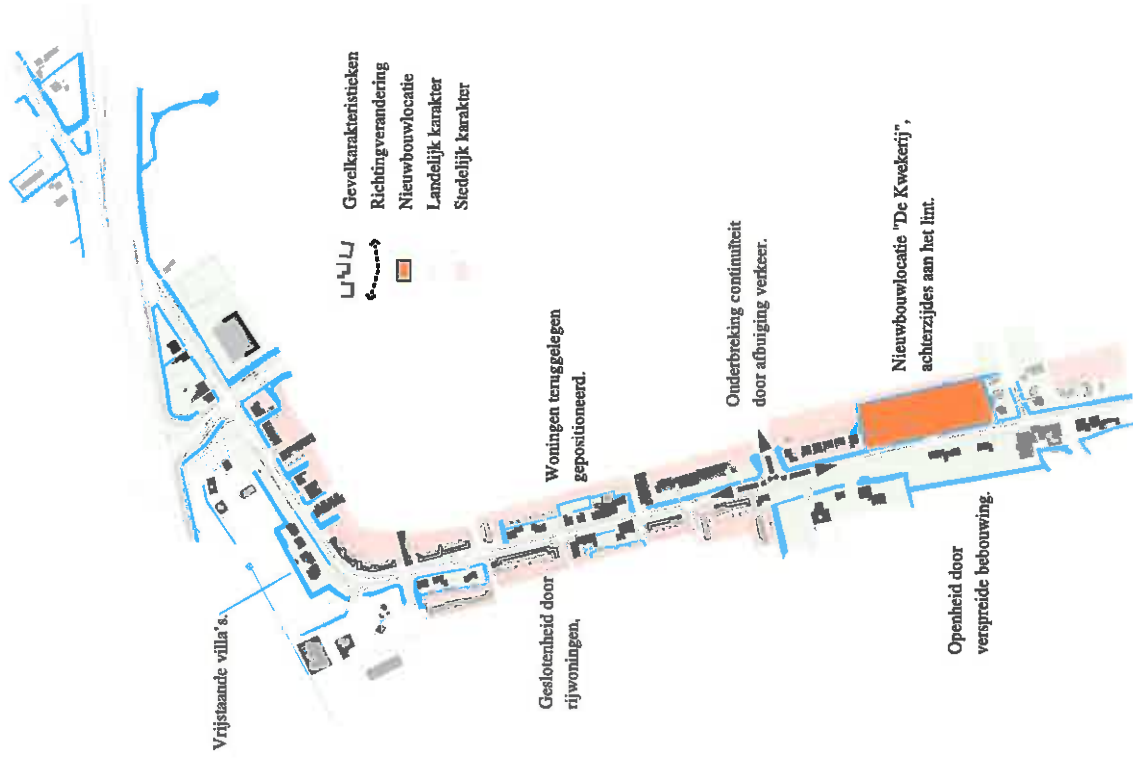 Gevelkarakteristieken
Richtingverandering
Nieuwbouwlocatie
Landelijk karakter
Stedelijk karakter
Vrijstaande villa's.
Woningen teruggelegen
gepositioneerd.
Geslotenheid door
rijwoningen,
Onderbreking continuïteit
door afbuiging verkeer.
Nieuwbouwlocatie "De Kwekerij",
achterzijdes aan het lint.
Openheid door
verspreide bebouwing.